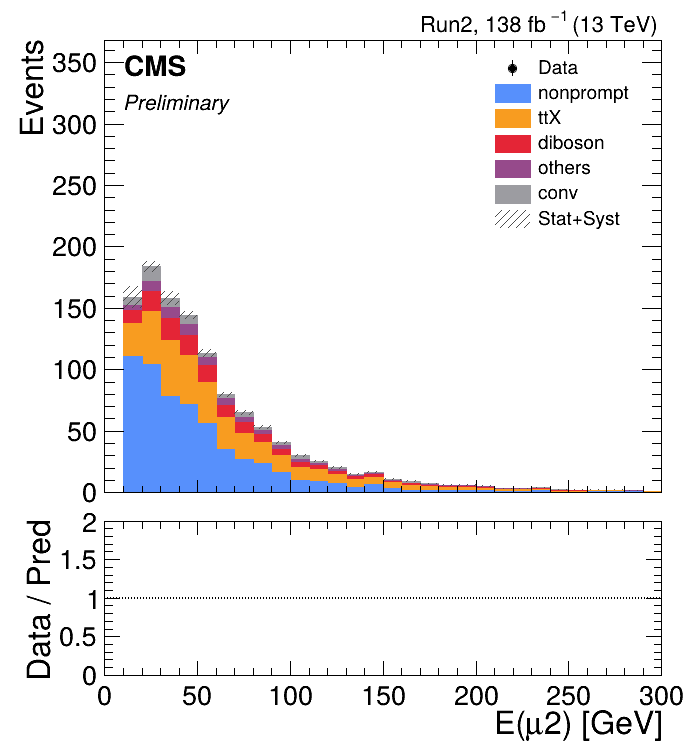 Run2, 138 fb⁻¹ (13 TeV)
CMS
Preliminary
Events
350
300
250
200
150
100
50
0
Data
nonprompt
ttX
diboson
others
conv
Stat+Syst
Data / Pred
2
1.5
1
0.5
0
0 50 100 150 200 250 300
E(μ2) [GeV]